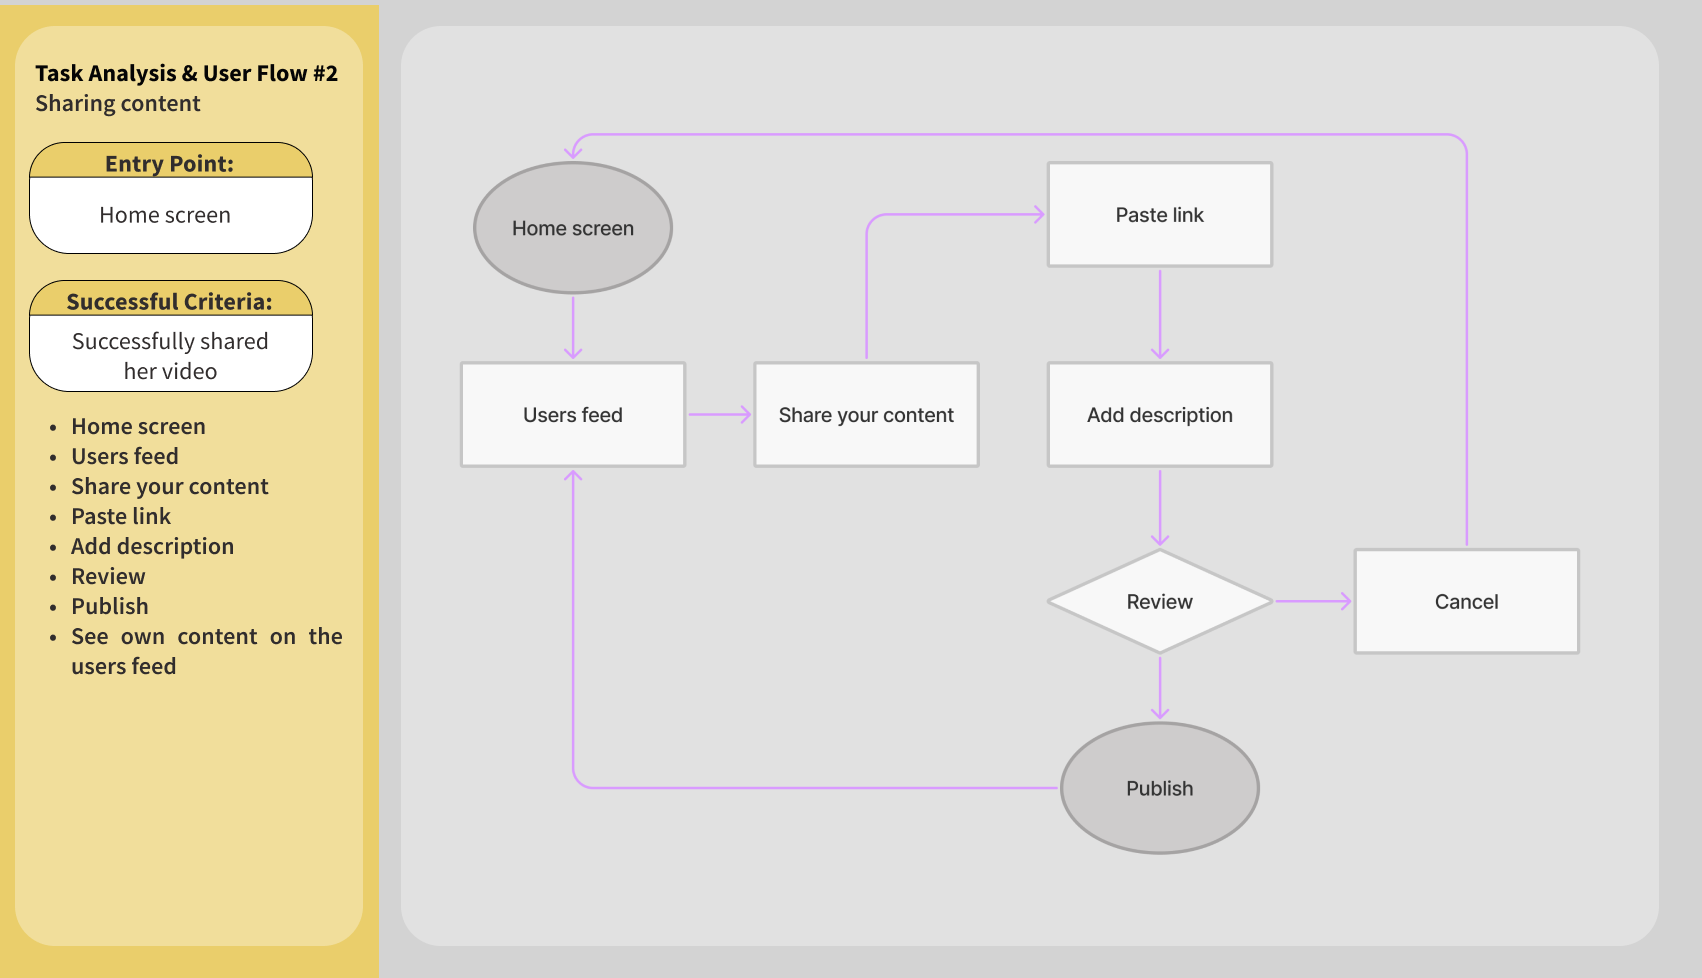 Task Analysis & User Flow #2
Sharing content
Entry Point:
Home screen
Successful Criteria:
Successfully shared
her video
• Home screen
• Users feed
• Share your content
• Paste link
• Add description
• Review
• Publish
• See own content on the
users feed
Home screen
Paste link
Users feed
Share your content
Add description
Review
Cancel
Publish